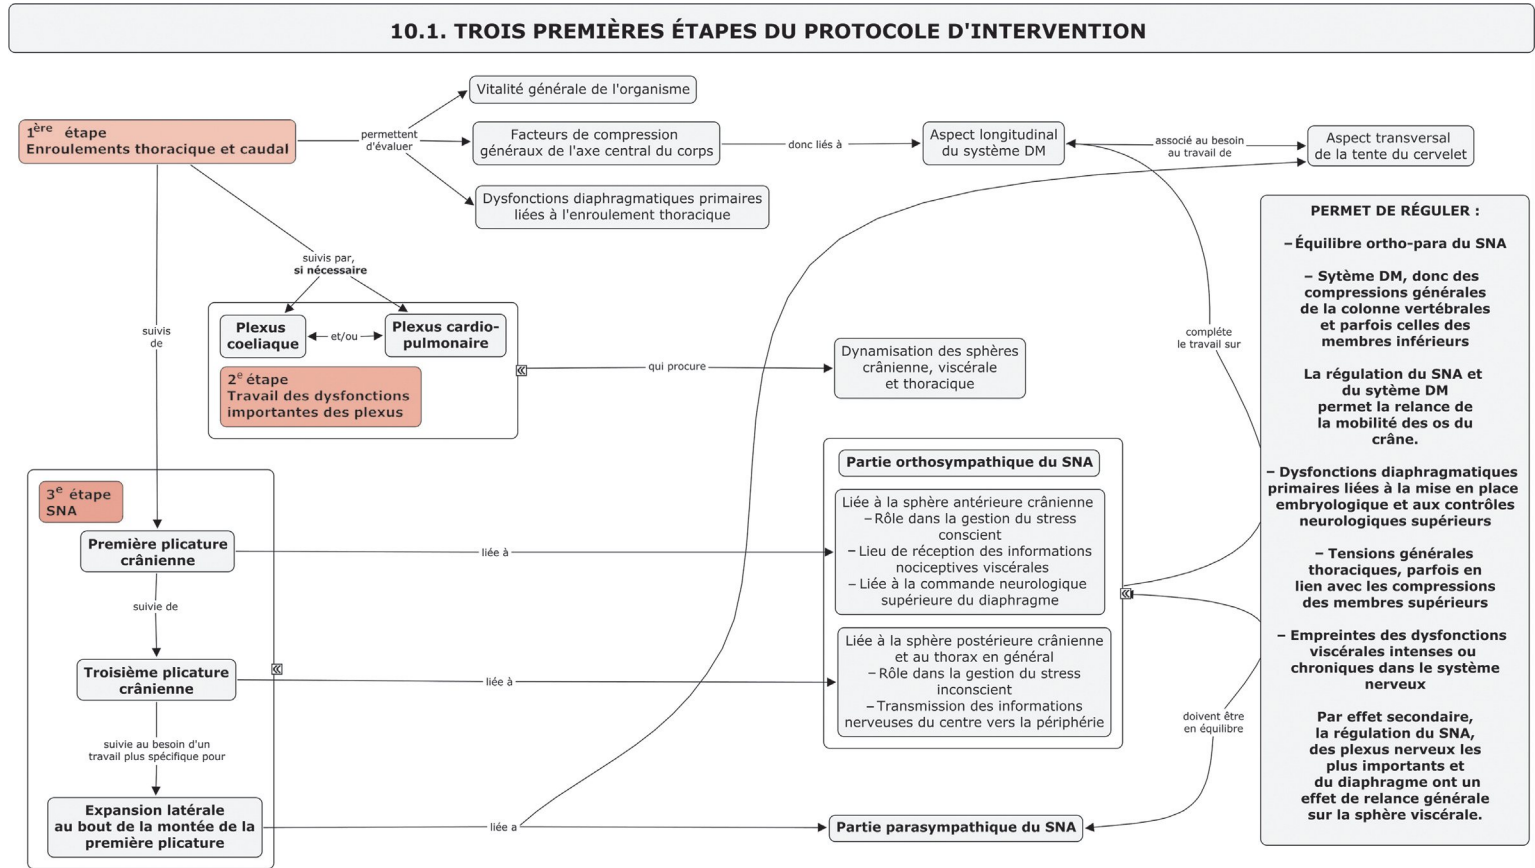 10.1. TROIS PREMIÈRES ÉTAPES DU PROTOCOLE D'INTERVENTION
1ère étape
Enroulements thoracique et caudal
permettent
d'évaluer
Vitalité générale de l'organisme
Facteurs de compression
généraux de l'axe central du corps
Dysfonctions diaphragmatiques primaires
liées à l'enroulement thoracique
donc liés à
Aspect longitudinal
du système DM
associé au besoin
au travail de
Aspect transversal
de la tente du cervelet
suivis par,
si nécessaire
suivis
de
Plexus
coeliaque
et/ou
Plexus cardio-
pulmonaire
2e étape
Travail des dysfonctions
importantes des plexus
qui procure
Dynamisation des sphères
crânienne, viscérale
et thoracique
compléte
le travail sur
3e étape
SNA
Première plicature
crânienne
liée à
suivie de
Troisième plicature
crânienne
liée à
suivie au besoin d'un
travail plus spécifique pour
Expansion latérale
au bout de la montée de la
première plicature
liée a
Partie orthosympathique du SNA
Liée à la sphère antérieure crânienne
– Rôle dans la gestion du stress
conscient
– Lieu de réception des informations
nociceptives viscérales
– Liée à la commande neurologique
supérieure du diaphragme
Liée à la sphère postérieure crânienne
et au thorax en général
– Rôle dans la gestion du stress
inconscient
– Transmission des informations
nerveuses du centre vers la périphérie
doivent être
en équilibre
Partie parasympathique du SNA
PERMET DE RÉGULER :
– Équilibre ortho-para du SNA
– Sytème DM, donc des
compressions générales
de la colonne vertébrales
et parfois celles des
membres inférieurs
La régulation du SNA et
du sytème DM
permet la relance de
la mobilité des os du
crâne.
– Dysfonctions diaphragmatiques
primaires liées à la mise en place
embryologique et aux contrôles
neurologiques supérieurs
– Tensions générales
thoraciques, parfois en
lien avec les compressions
des membres supérieurs
– Empreintes des dysfonctions
viscérales intenses ou
chroniques dans le système
nerveux
Par effet secondaire,
la régulation du SNA,
des plexus nerveux les
plus importants et
du diaphragme ont un
effet de relance générale
sur la sphère viscérale.